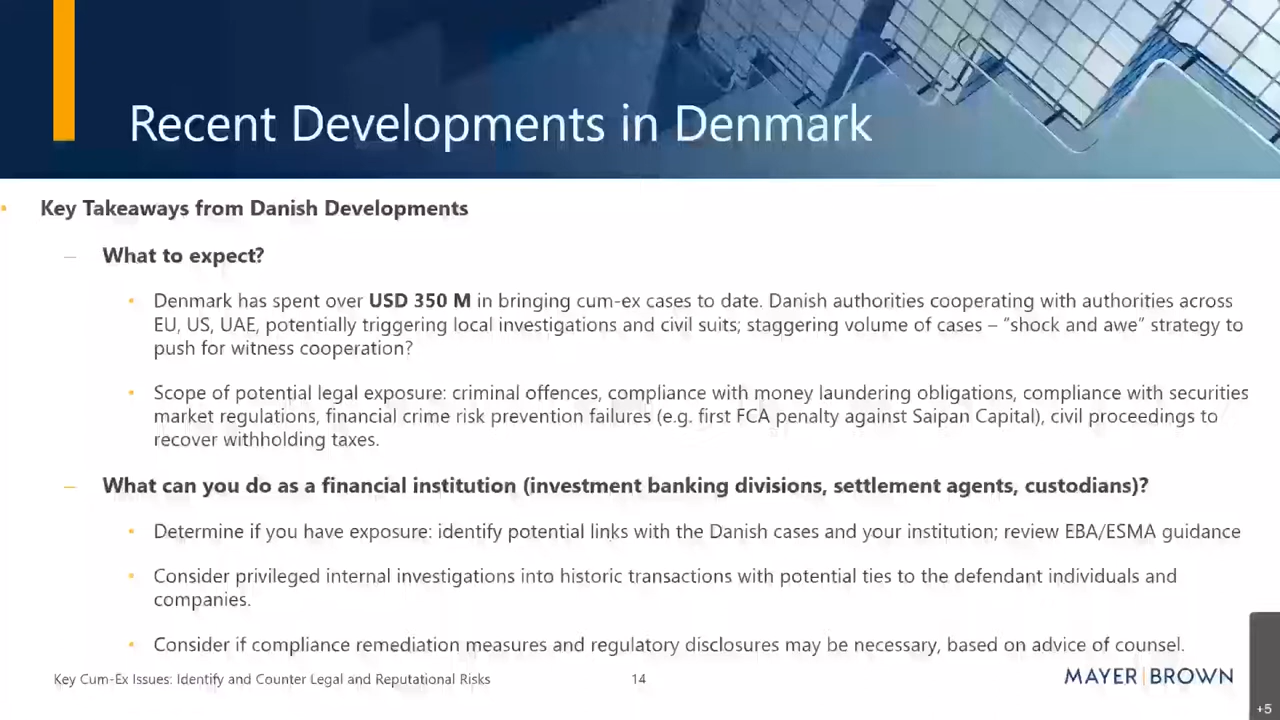 Recent Developments in Denmark
• Key Takeaways from Danish Developments
– What to expect?
• Denmark has spent over USD 350 M in bringing cum-ex cases to date. Danish authorities cooperating with authorities across
EU, US, UAE, potentially triggering local investigations and civil suits; staggering volume of cases – “shock and awe” strategy to
push for witness cooperation?
• Scope of potential legal exposure: criminal offences, compliance with money laundering obligations, compliance with securities
market regulations, financial crime risk prevention failures (e.g. first FCA penalty against Saipan Capital), civil proceedings to
recover withholding taxes.
– What can you do as a financial institution (investment banking divisions, settlement agents, custodians)?
• Determine if you have exposure: identify potential links with the Danish cases and your institution; review EBA/ESMA guidance
• Consider privileged internal investigations into historic transactions with potential ties to the defendant individuals and
companies.
• Consider if compliance remediation measures and regulatory disclosures may be necessary, based on advice of counsel.
Key Cum-Ex Issues: Identify and Counter Legal and Reputational Risks
14
MAYER|BROWN
+5